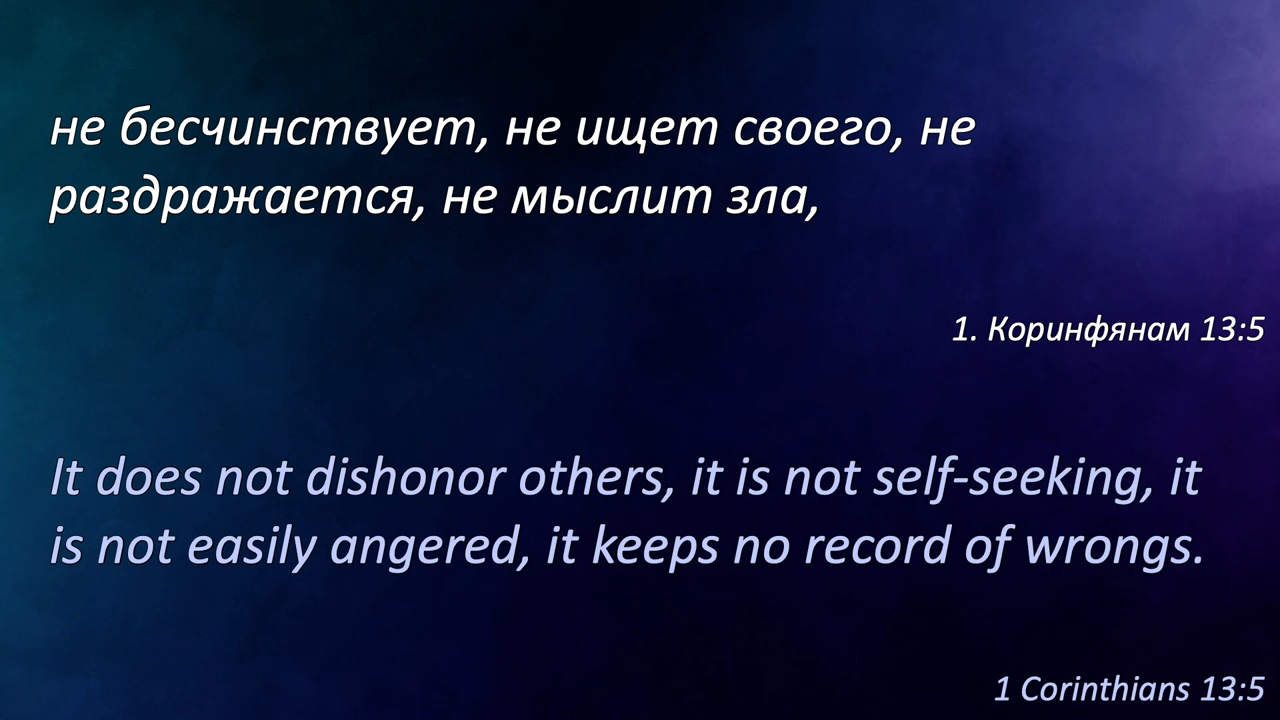 не бесчинствует, не ищет своего, не
раздражается, не мыслит зла,
1. Коринфянам 13:5
It does not dishonor others, it is not self-seeking, it
is not easily angered, it keeps no record of wrongs.
1 Corinthians 13:5